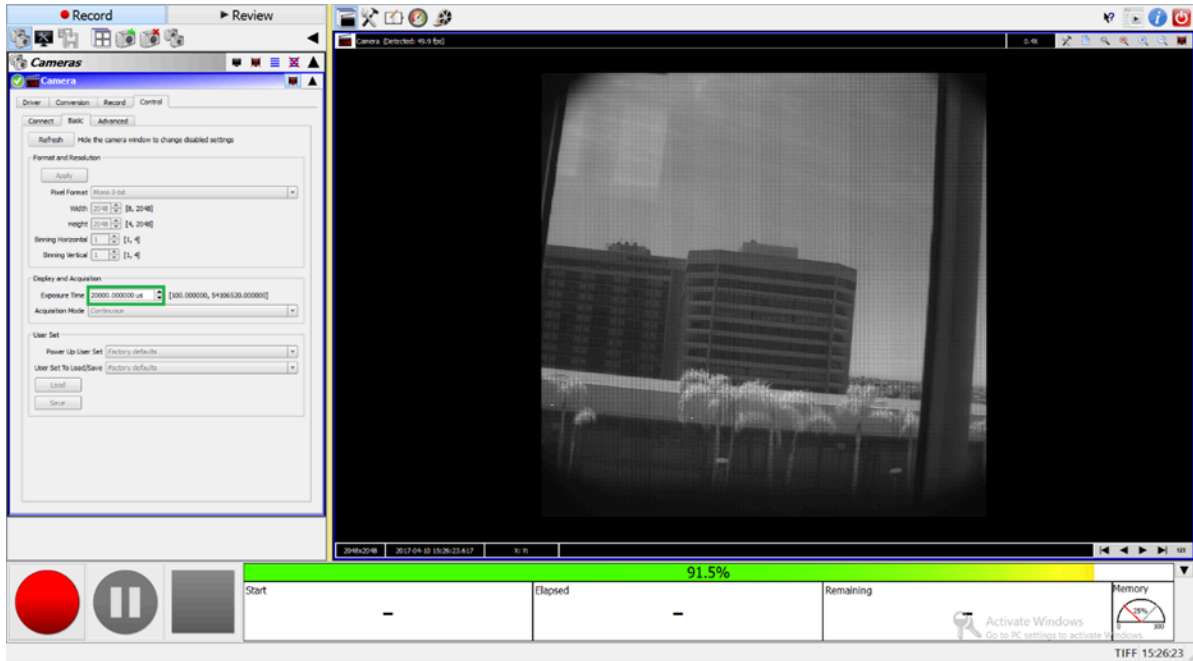 Record
Review
Cameras
Camera
Driver Conversion Record Control
Connect Basic Advanced
Refresh Hide the camera window to change disabled settings
Format and Resolution
Apply
Pixel Format Mono 8-bit
Width 2048 [8, 2048]
Height 2048 [4, 2048]
Binning Horizontal 1 [1, 4]
Binning Vertical 1 [1, 4]
Display and Acquisition
Exposure Time 20000.000000 us [100.000000, 54106520.000000]
Acquisition Mode Continuous
User Set
Power Up User Set Factory defaults
User Set To Load/Save Factory defaults
Load
Save
Camera (Detected: 49.9 fps)
2048x2048 2017-04-10 15:26:23.617 X: Y:
91.5%
Start Elapsed Remaining Memory
– – –
25%
0 100
Activate Windows
Go to PC settings to activate Windows.
TIFF 15:26:23